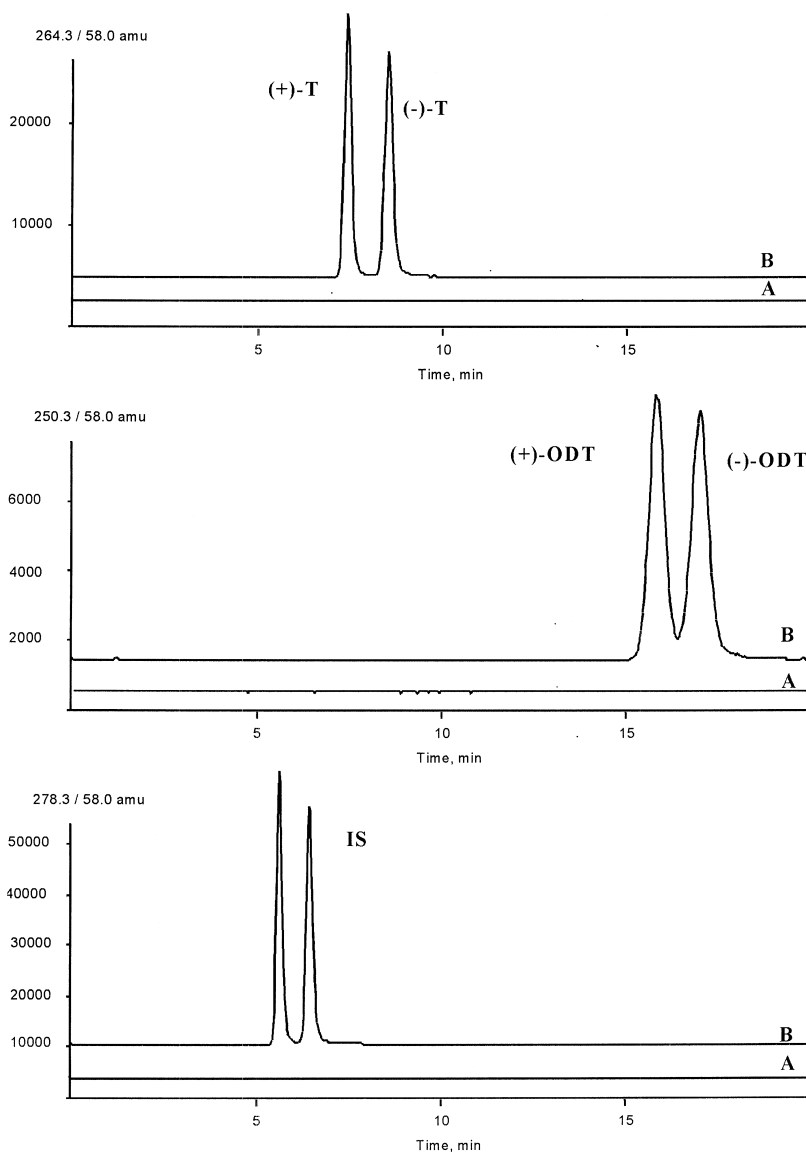 264.3 / 58.0 amu
(+)-T
(-)-T
20000
10000
B
A
5
10
15
Time, min
250.3 / 58.0 amu
(+)-ODT
(-)-ODT
6000
4000
2000
B
A
5
10
15
Time, min
278.3 / 58.0 amu
IS
50000
40000
30000
20000
10000
B
A
5
10
15
Time, min